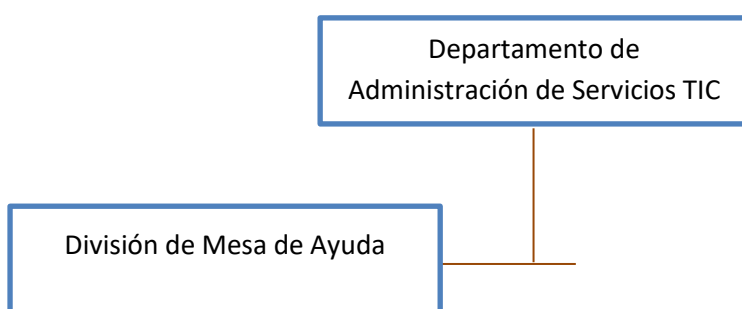 Departamento de
Administración de Servicios TIC
División de Mesa de Ayuda